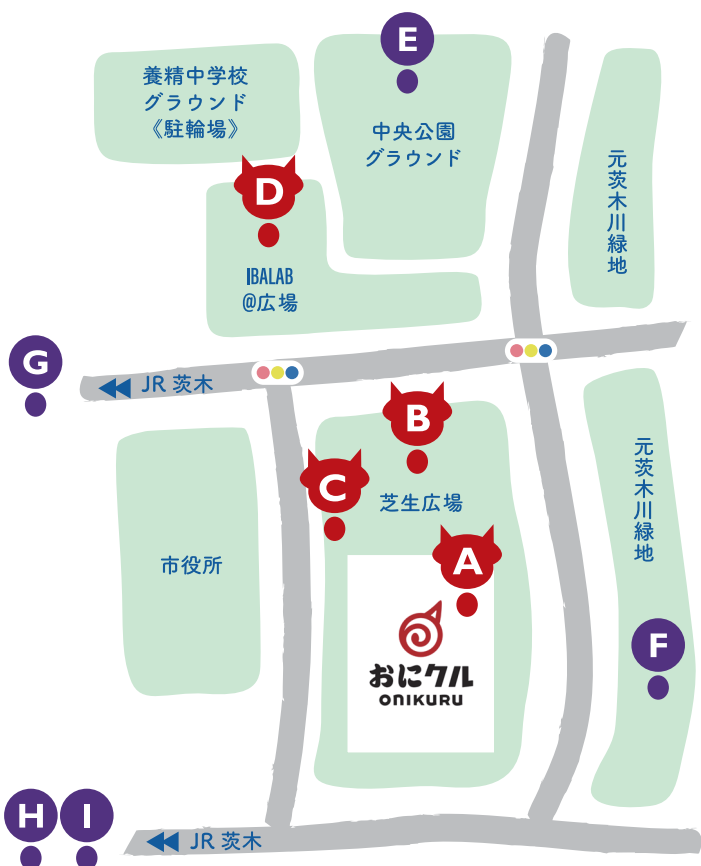 E
養精中学校
グラウンド
《駐輪場》
中央公園
グラウンド
元茨木川緑地
D
IBALAB
@広場
G
JR 茨木
B
C
芝生広場
元茨木川緑地
市役所
A
おにクル
ONIKURU
F
H
I
JR 茨木